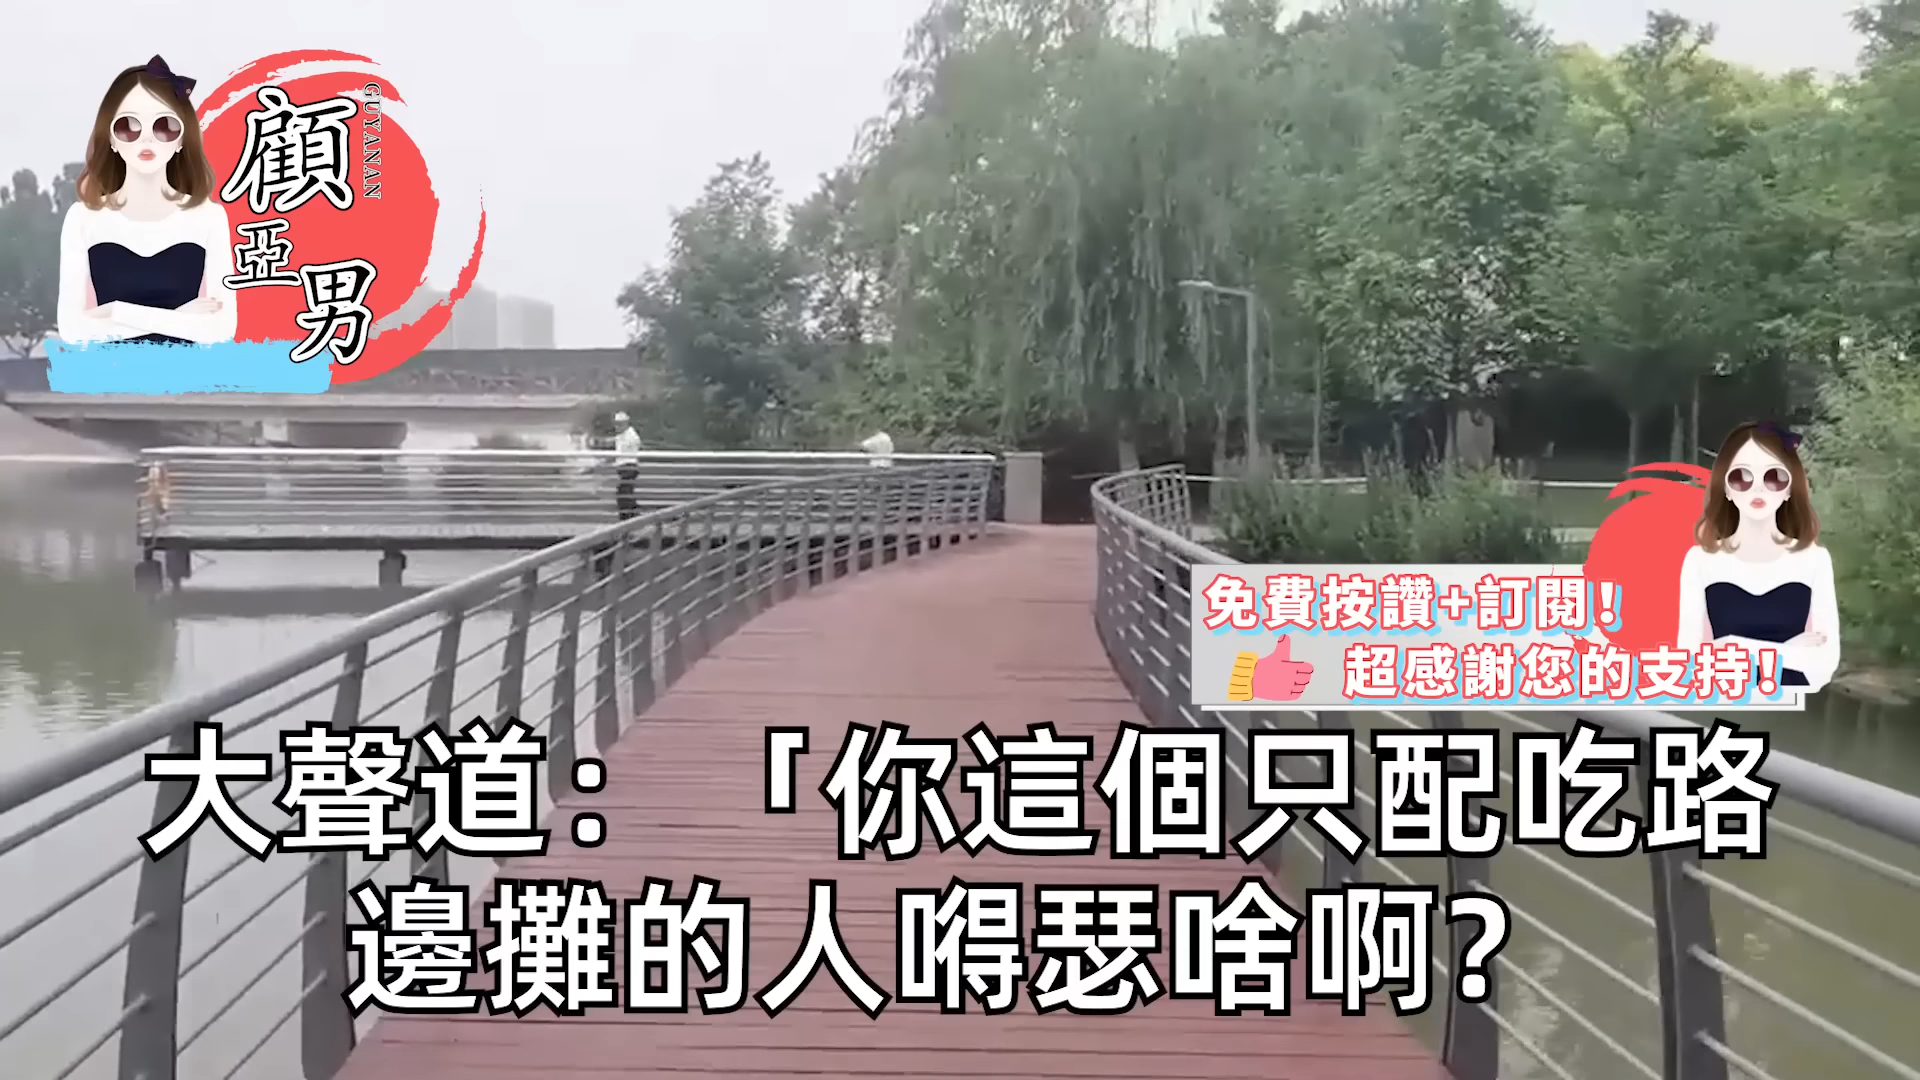 顧亞男
GUYANAN
免費按讚+訂閱!
超感謝您的支持!
大聲道：「你這個只配吃路
邊攤的人嘚瑟啥啊?